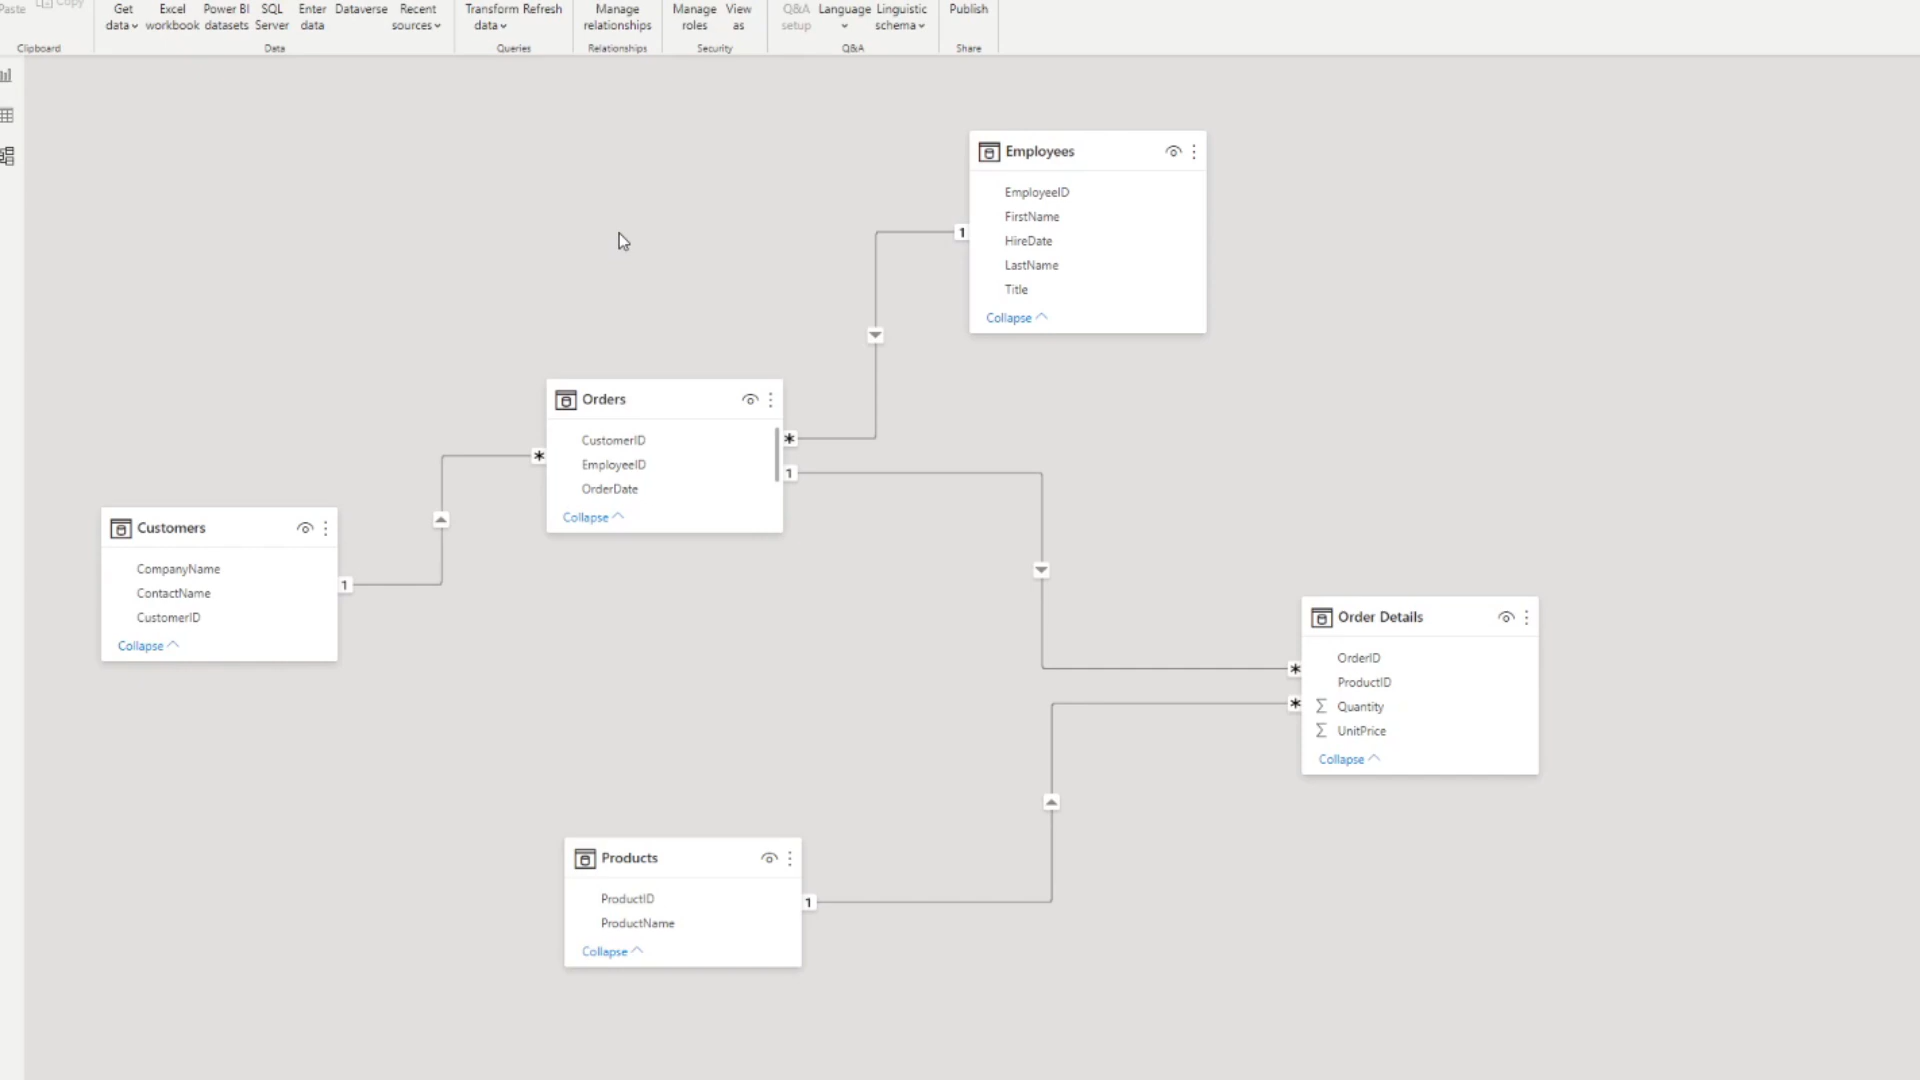 Paste
Copy
Get data
Excel workbook
Power BI datasets
SQL Server
Enter data
Dataverse
Recent sources
Transform data
Refresh
Manage relationships
Manage roles
View as
Q&A setup
Language
Linguistic schema
Publish
Clipboard
Data
Queries
Relationships
Security
Q&A
Share
Employees
EmployeeID
FirstName
1
HireDate
LastName
Title
Collapse
Orders
CustomerID
*
EmployeeID
*
1
OrderDate
Collapse
Customers
CompanyName
1
ContactName
CustomerID
Collapse
Order Details
OrderID
*
ProductID
*
Σ Quantity
Σ UnitPrice
Collapse
Products
ProductID
1
ProductName
Collapse